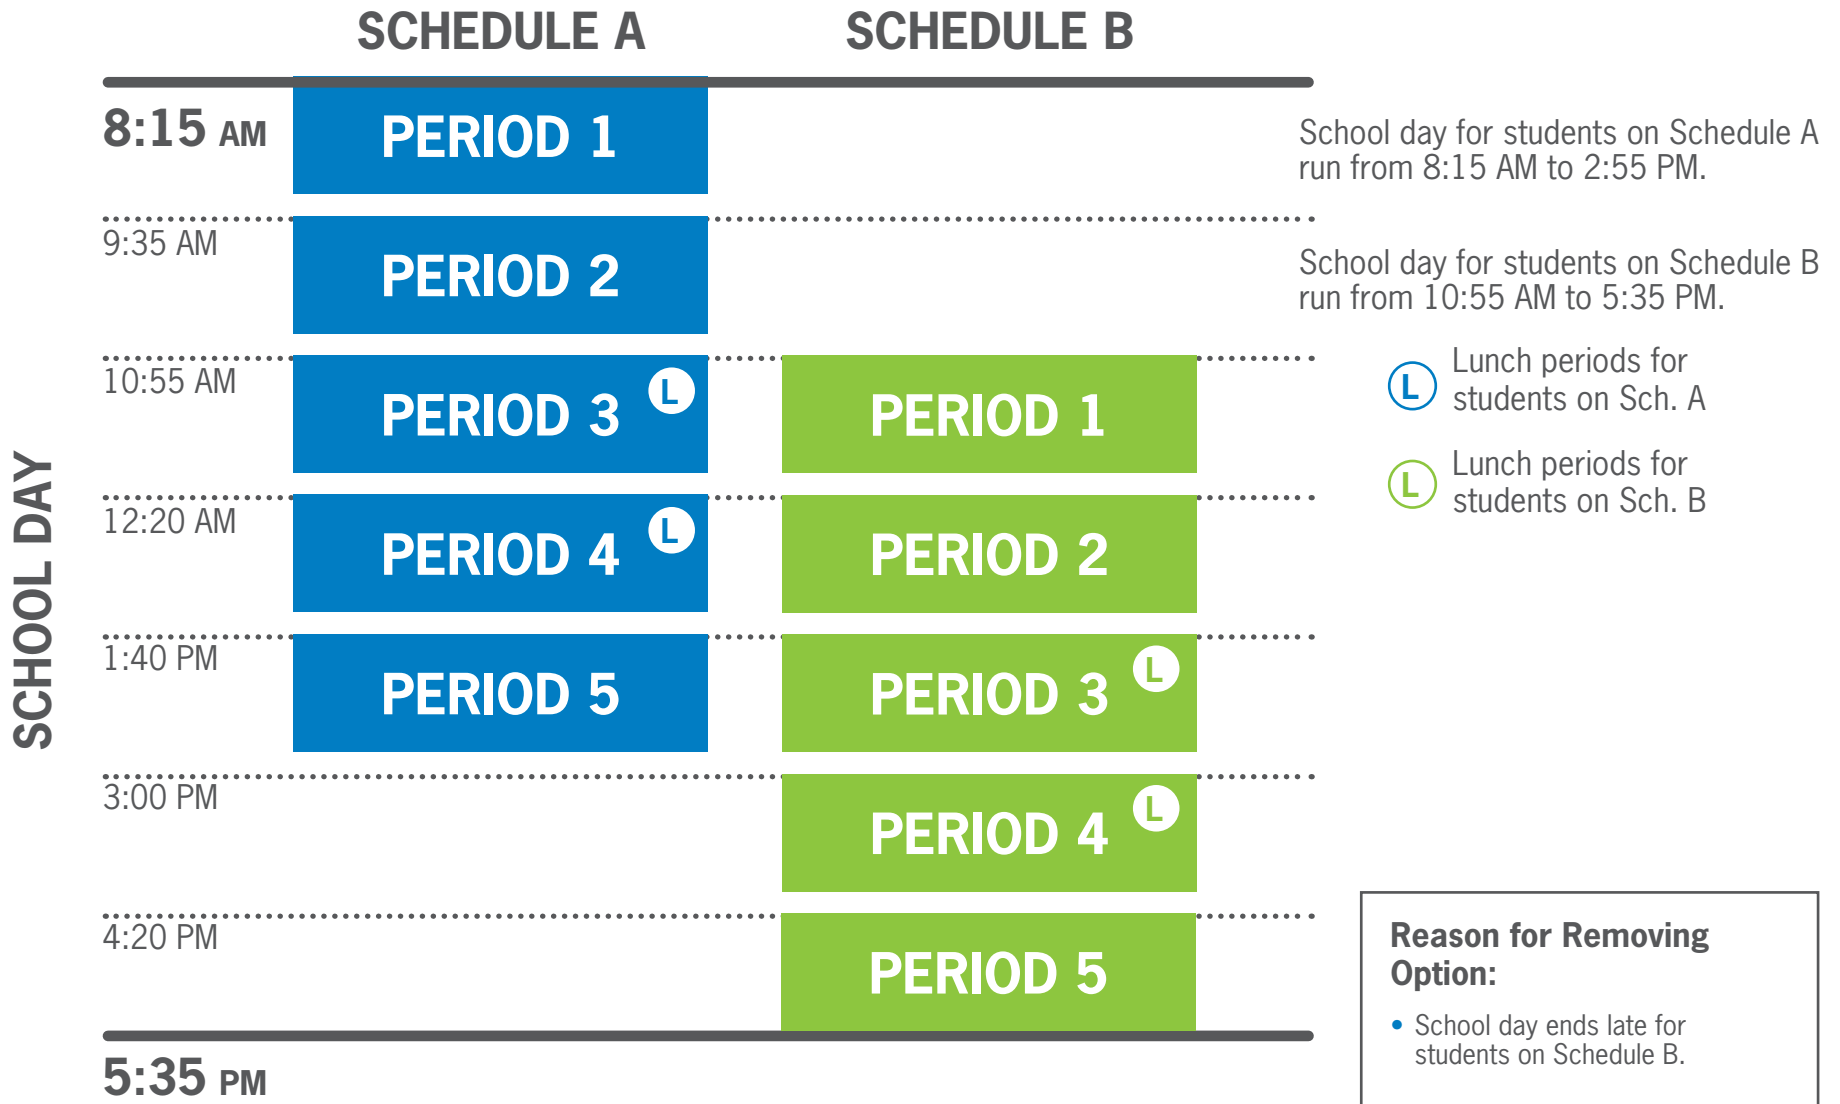 SCHEDULE A
SCHEDULE B
SCHOOL DAY
8:15 AM
PERIOD 1
9:35 AM
PERIOD 2
10:55 AM
PERIOD 3 L
PERIOD 1
12:20 AM
PERIOD 4 L
PERIOD 2
1:40 PM
PERIOD 5
PERIOD 3 L
3:00 PM
PERIOD 4 L
4:20 PM
PERIOD 5
5:35 PM
School day for students on Schedule A
run from 8:15 AM to 2:55 PM.
School day for students on Schedule B
run from 10:55 AM to 5:35 PM.
L
Lunch periods for
students on Sch. A
L
Lunch periods for
students on Sch. B
Reason for Removing
Option:
• School day ends late for
students on Schedule B.